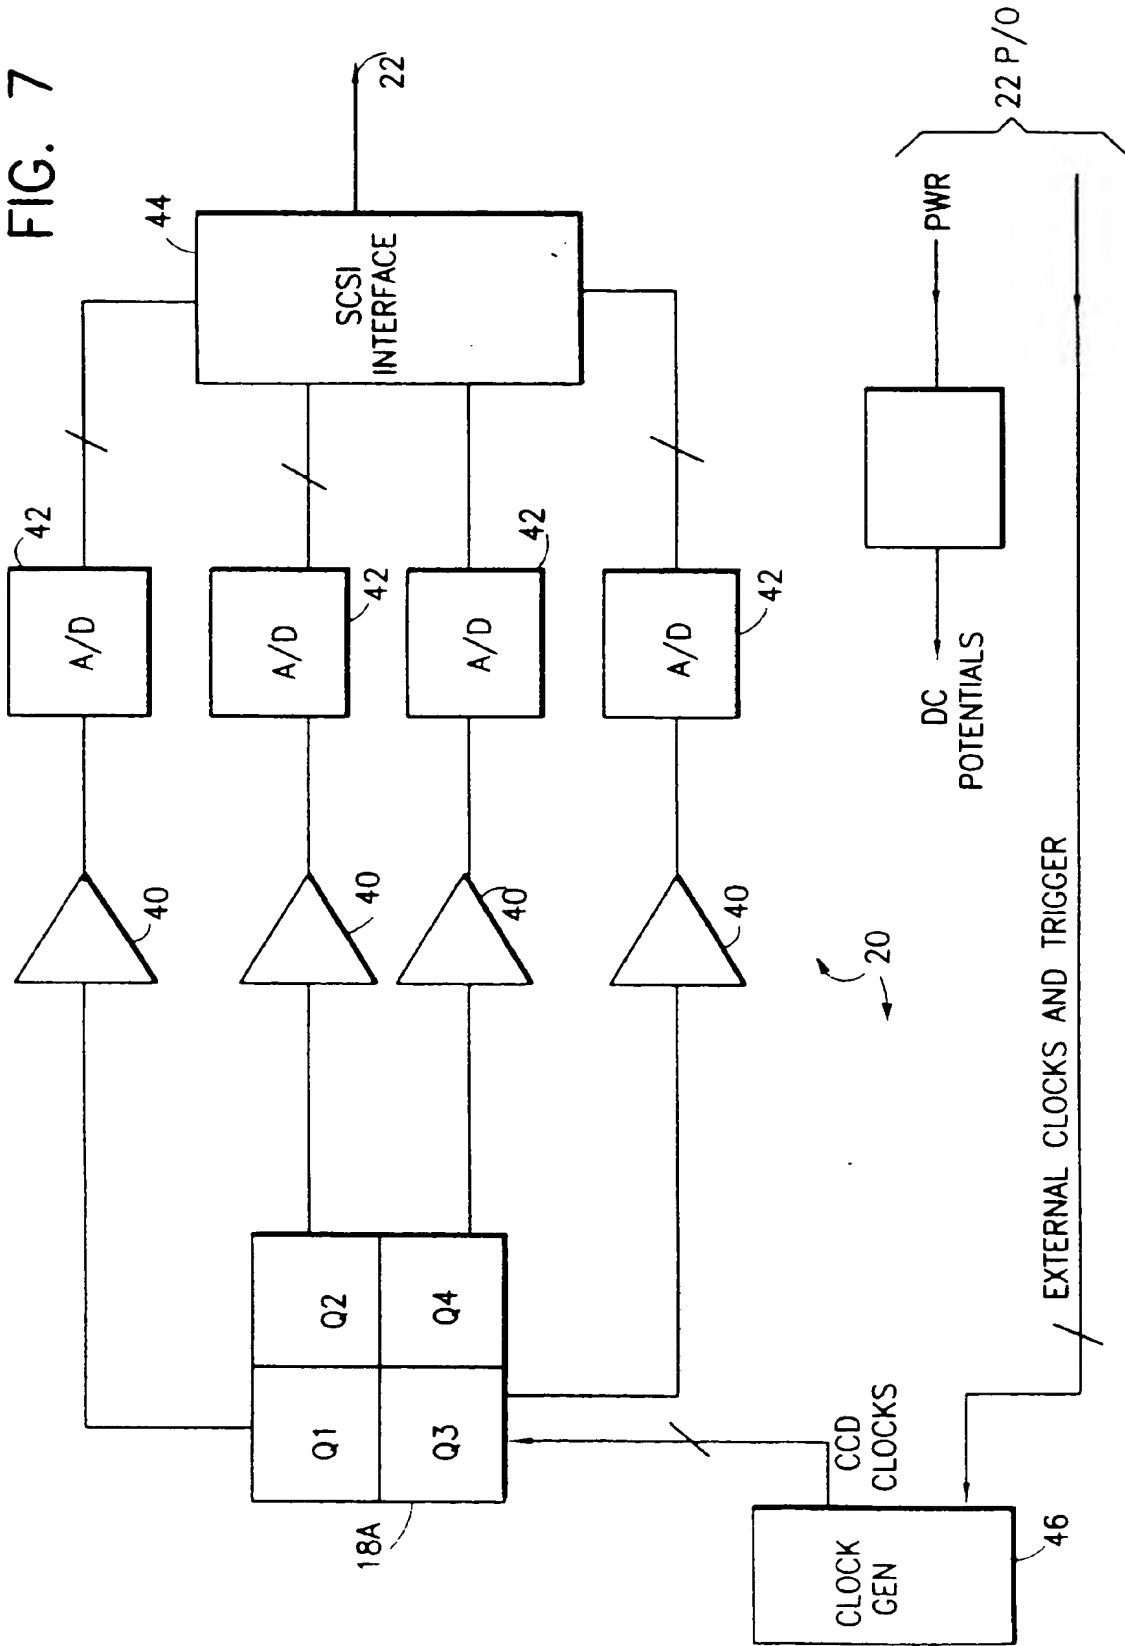 FIG. 7
22
44
SCSI
INTERFACE
42
A/D
42
A/D
42
A/D
42
A/D
40
40
40
40
Q1
Q2
Q3
Q4
18A
CCD
CLOCKS
CLOCK
GEN
46
20
EXTERNAL CLOCKS AND TRIGGER
DC
POTENTIALS
PWR
22 P/O